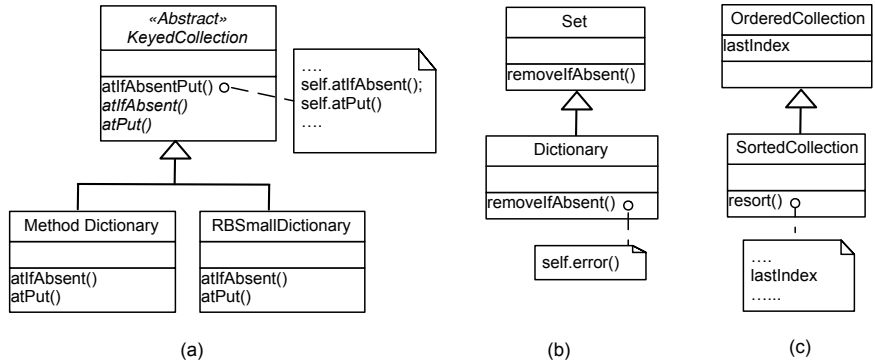 «Abstract»
KeyedCollection
atIfAbsentPut()
atIfAbsent()
atPut()
....
self.atIfAbsent();
self.atPut()
....
Method Dictionary
atIfAbsent()
atPut()
RBSmallDictionary
atIfAbsent()
atPut()
(a)
Set
removeIfAbsent()
Dictionary
removeIfAbsent()
self.error()
(b)
OrderedCollection
lastIndex
SortedCollection
resort()
....
lastIndex
......
(c)